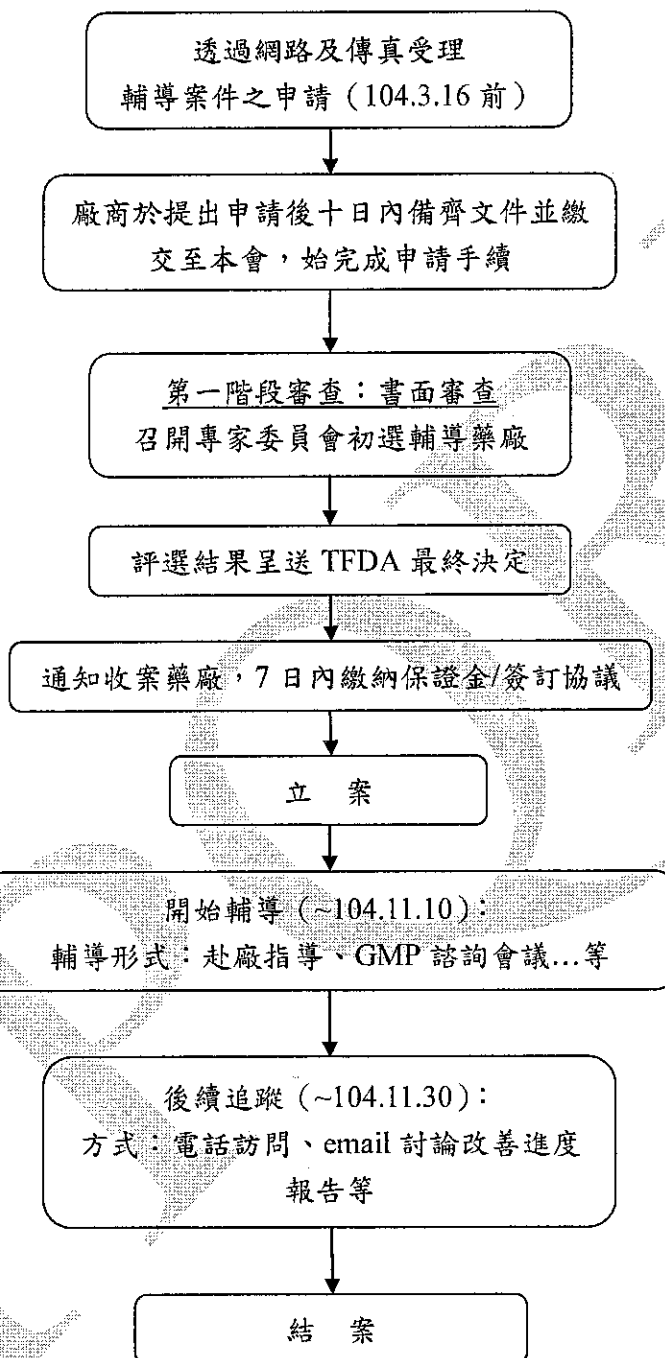 透過網路及傳真受理
輔導案件之申請（104.3.16 前）
廠商於提出申請後十日內備齊文件並繳
交至本會，始完成申請手續
第一階段審查：書面審查
召開專家委員會初選輔導藥廠
評選結果呈送 TFDA 最終決定
通知收案藥廠，7 日內繳納保證金/簽訂協議
立 案
開始輔導（~104.11.10）：
輔導形式：赴廠指導、GMP 諮詢會議…等
後續追蹤（~104.11.30）：
方式：電話訪問、email 討論改善進度
報告等
結 案